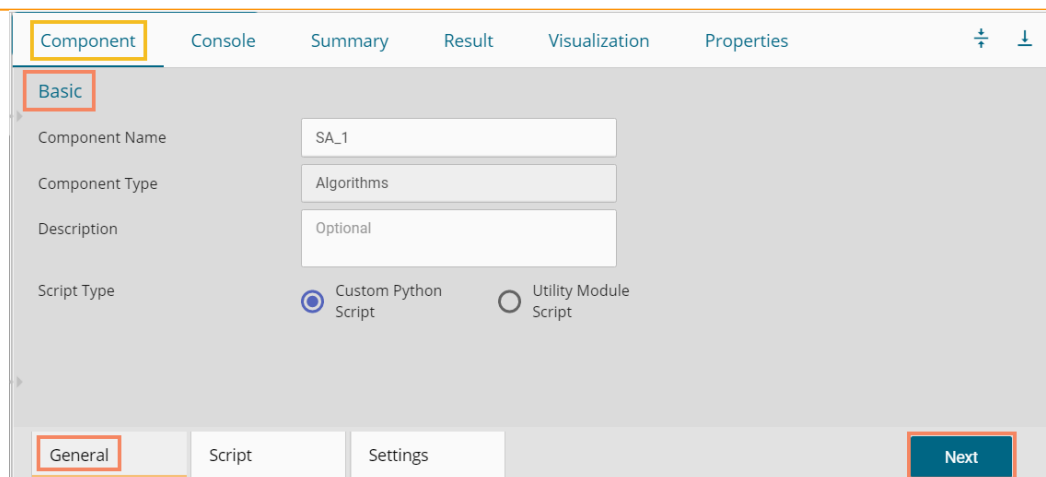 Component Console Summary Result Visualization Properties
Basic
Component Name SA_1
Component Type Algorithms
Description Optional
Script Type Custom Python Script Utility Module Script
General Script Settings Next